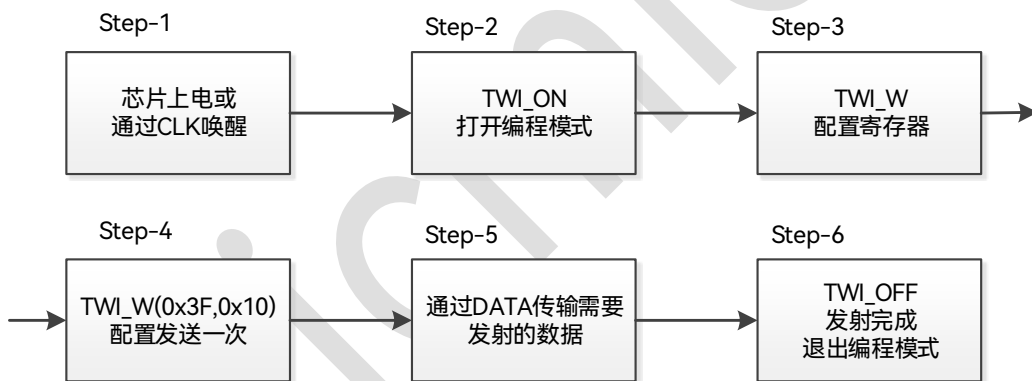 Step-1
Step-2
Step-3
芯片上电或
通过CLK唤醒
TWI_ON
打开编程模式
TWI_W
配置寄存器
Step-4
Step-5
Step-6
TWI_W(0x3F,0x10)
配置发送一次
通过DATA传输需要
发射的数据
TWI_OFF
发射完成
退出编程模式